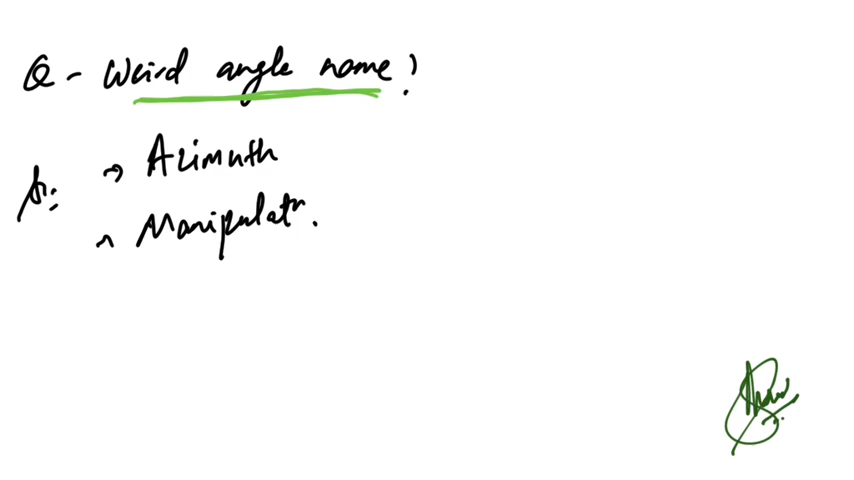 Q - Weird angle name?
A:
→ Azimuth
→ Manipulatr.